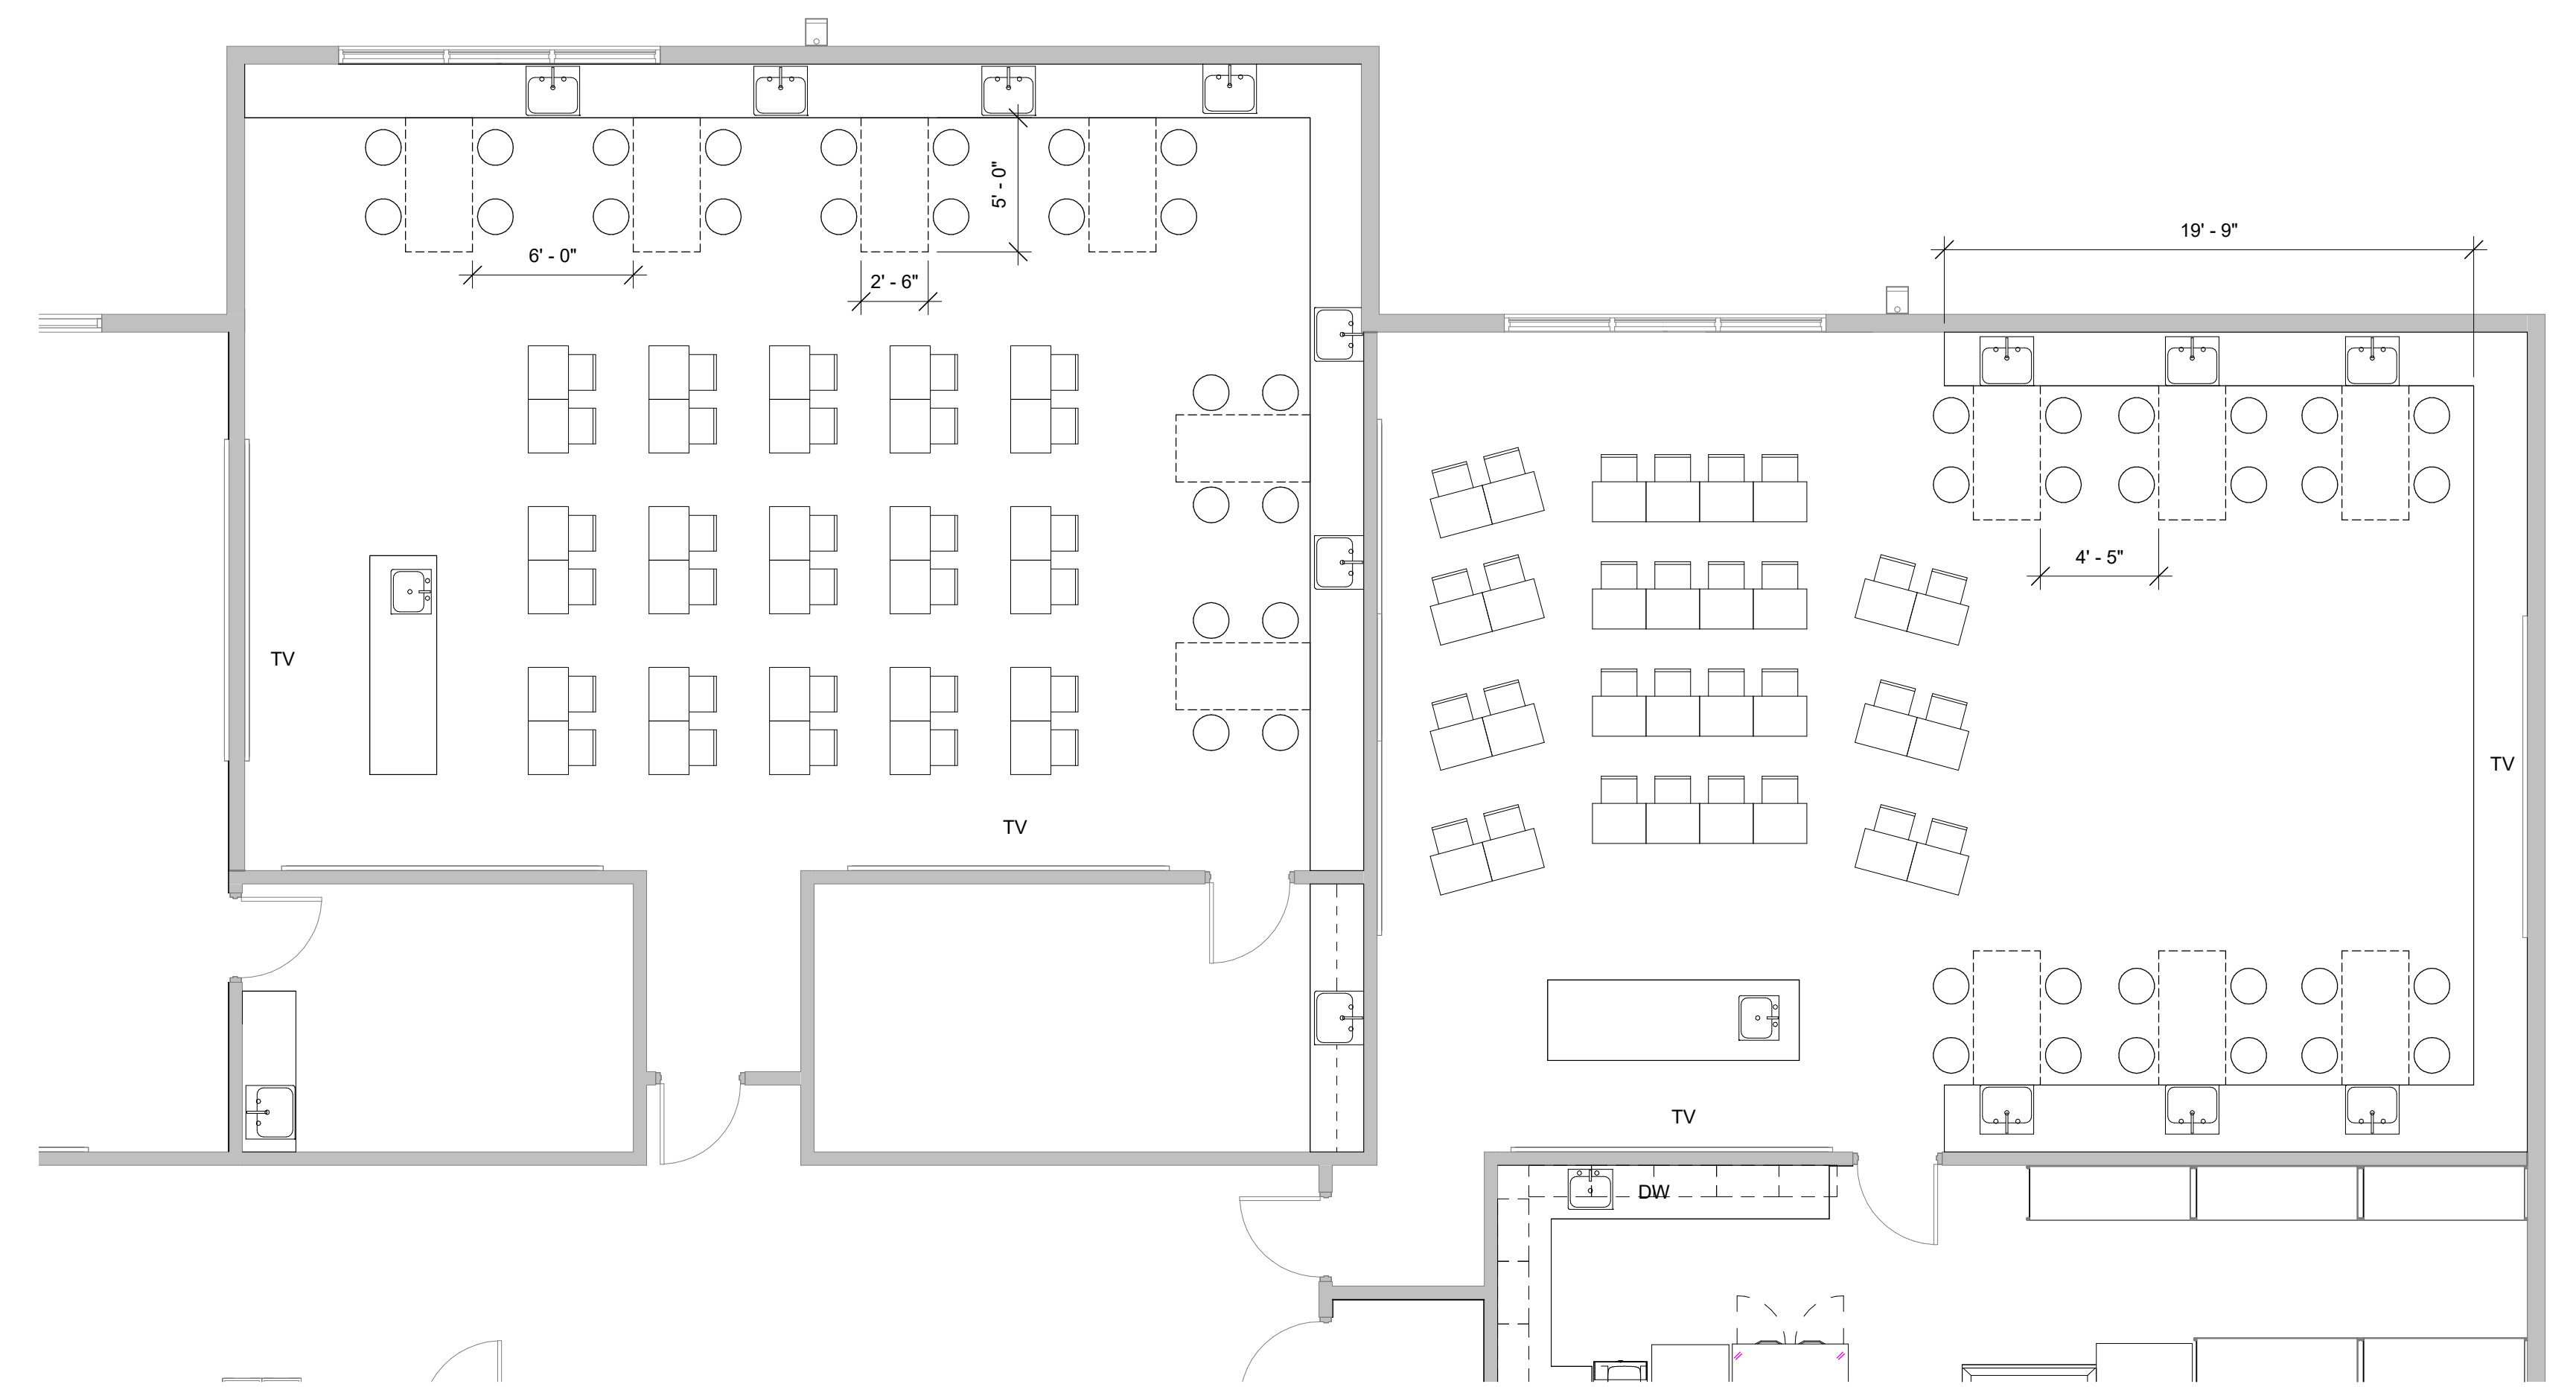 19' - 9"
5' - 0"
6' - 0"
2' - 6"
4' - 5"
TV
TV
TV
TV
DW